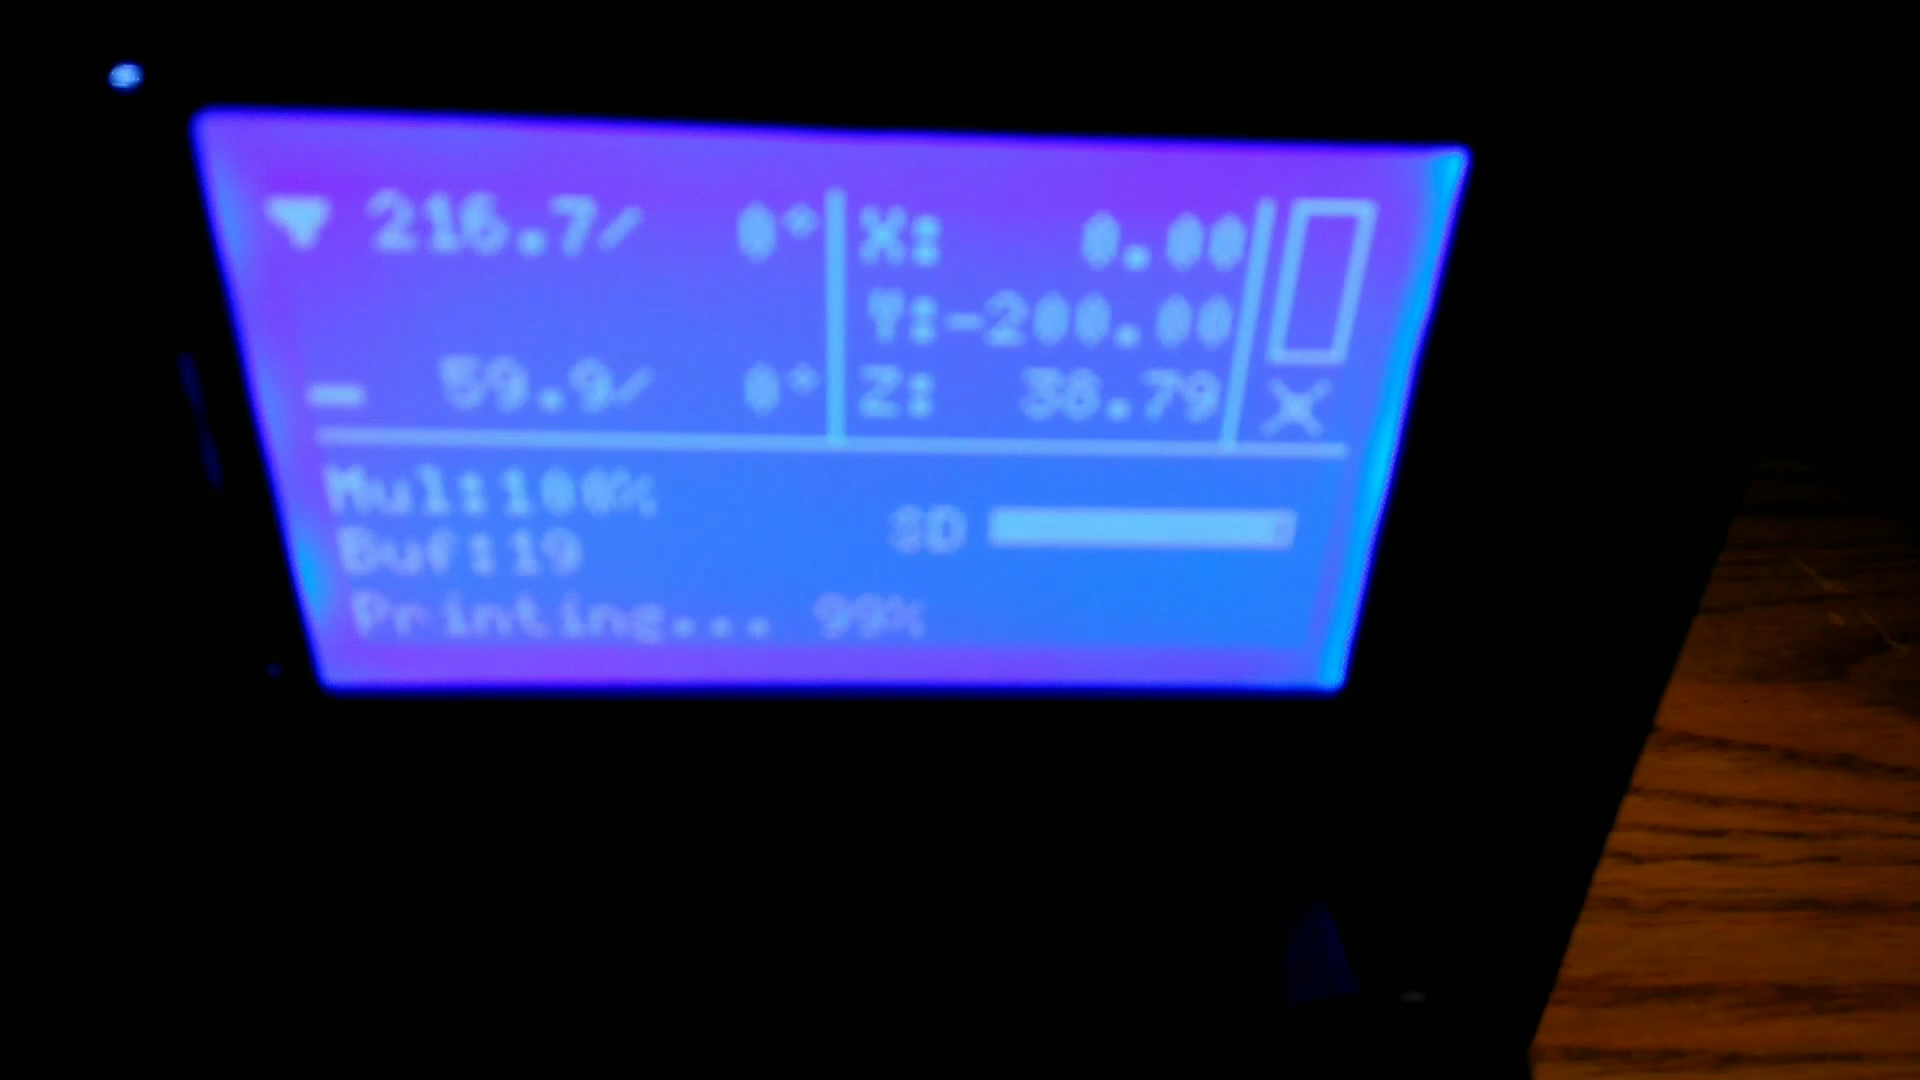 216.7/ 0° X: 0.00
Y:-200.00
59.9/ 0° Z: 38.79
Mul:100%
Buf:19
SD
Printing... 99%